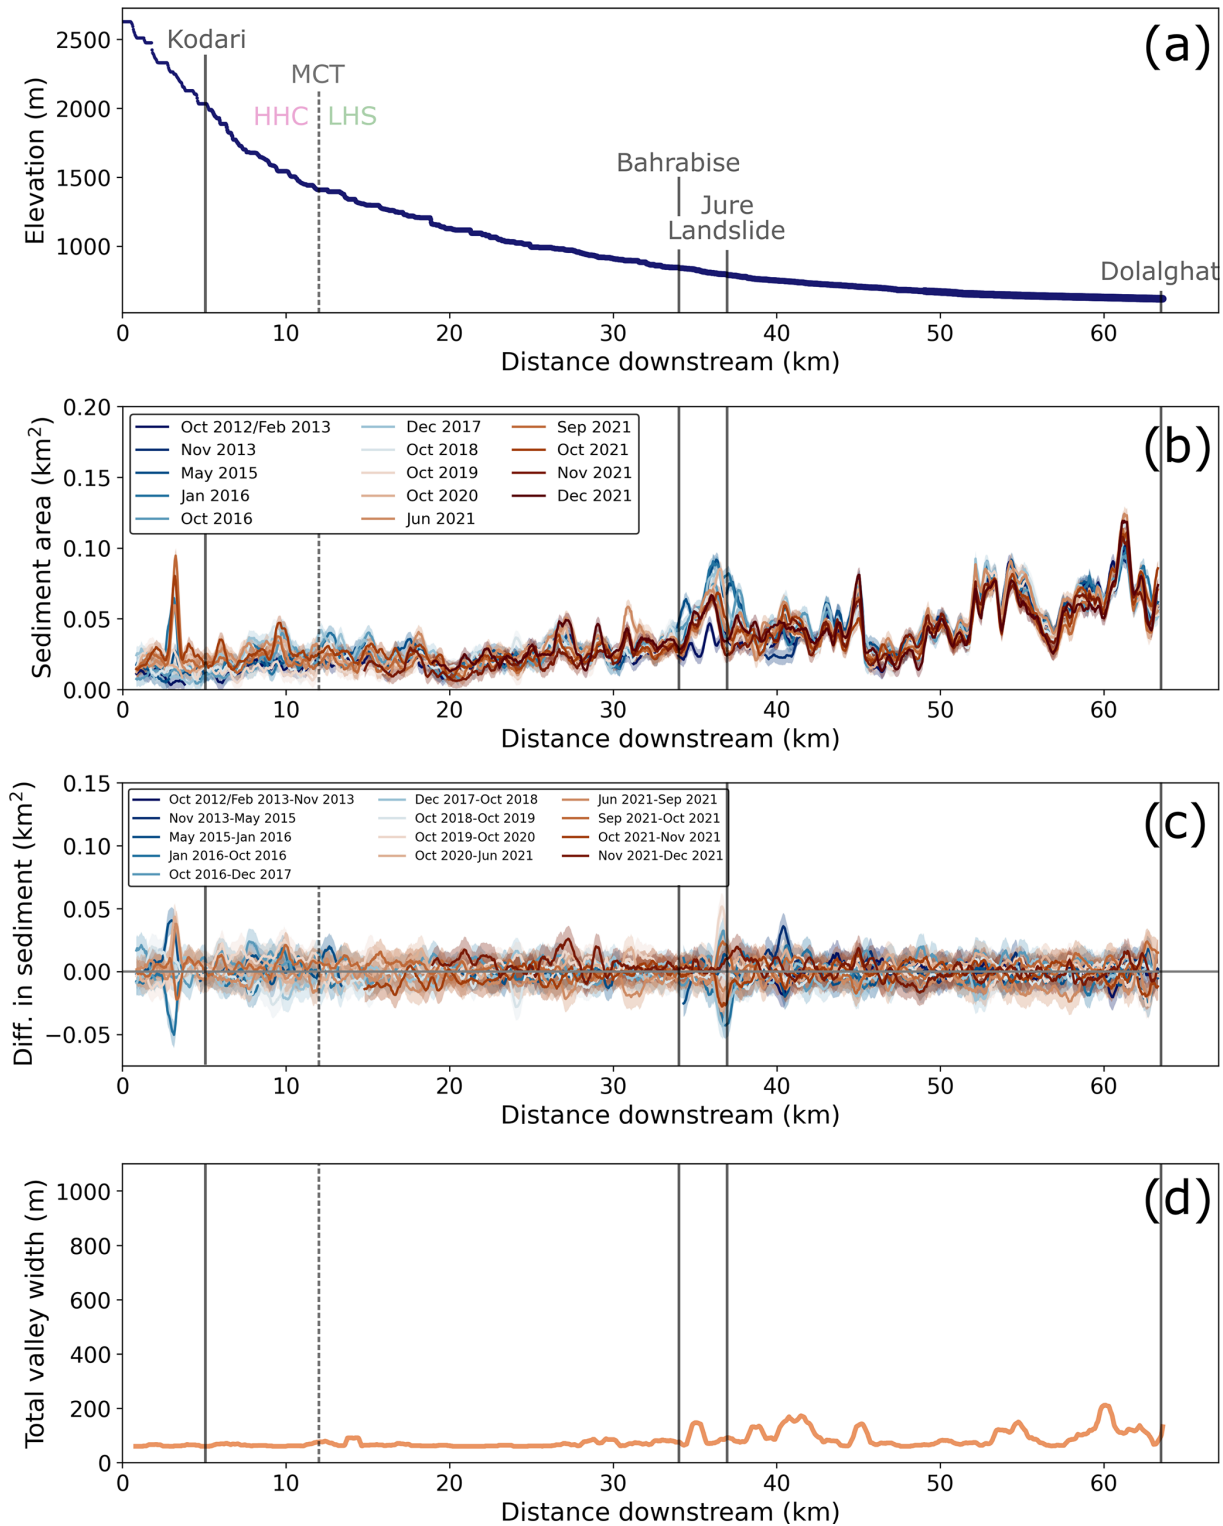 (a)
Elevation (m)
2500
2000
1500
1000
Kodari
MCT
HHC LHS
Bahrabise
Jure
Landslide
Dolalghat
0 10 20 30 40 50 60
Distance downstream (km)
(b)
Sediment area (km²)
0.20
0.15
0.10
0.05
0.00
Oct 2012/Feb 2013
Nov 2013
May 2015
Jan 2016
Oct 2016
Dec 2017
Oct 2018
Oct 2019
Oct 2020
Jun 2021
Sep 2021
Oct 2021
Nov 2021
Dec 2021
0 10 20 30 40 50 60
Distance downstream (km)
(c)
Diff. in sediment (km²)
0.15
0.10
0.05
0.00
−0.05
Oct 2012/Feb 2013-Nov 2013
Nov 2013-May 2015
May 2015-Jan 2016
Jan 2016-Oct 2016
Oct 2016-Dec 2017
Dec 2017-Oct 2018
Oct 2018-Oct 2019
Oct 2019-Oct 2020
Oct 2020-Jun 2021
Jun 2021-Sep 2021
Sep 2021-Oct 2021
Oct 2021-Nov 2021
Nov 2021-Dec 2021
0 10 20 30 40 50 60
Distance downstream (km)
(d)
Total valley width (m)
1000
800
600
400
200
0
0 10 20 30 40 50 60
Distance downstream (km)